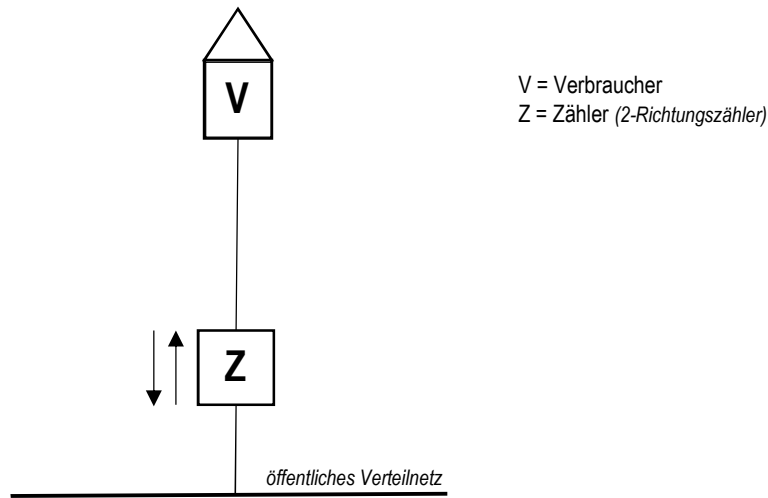 V
V = Verbraucher
Z = Zähler (2-Richtungszähler)
Z
öffentliches Verteilnetz